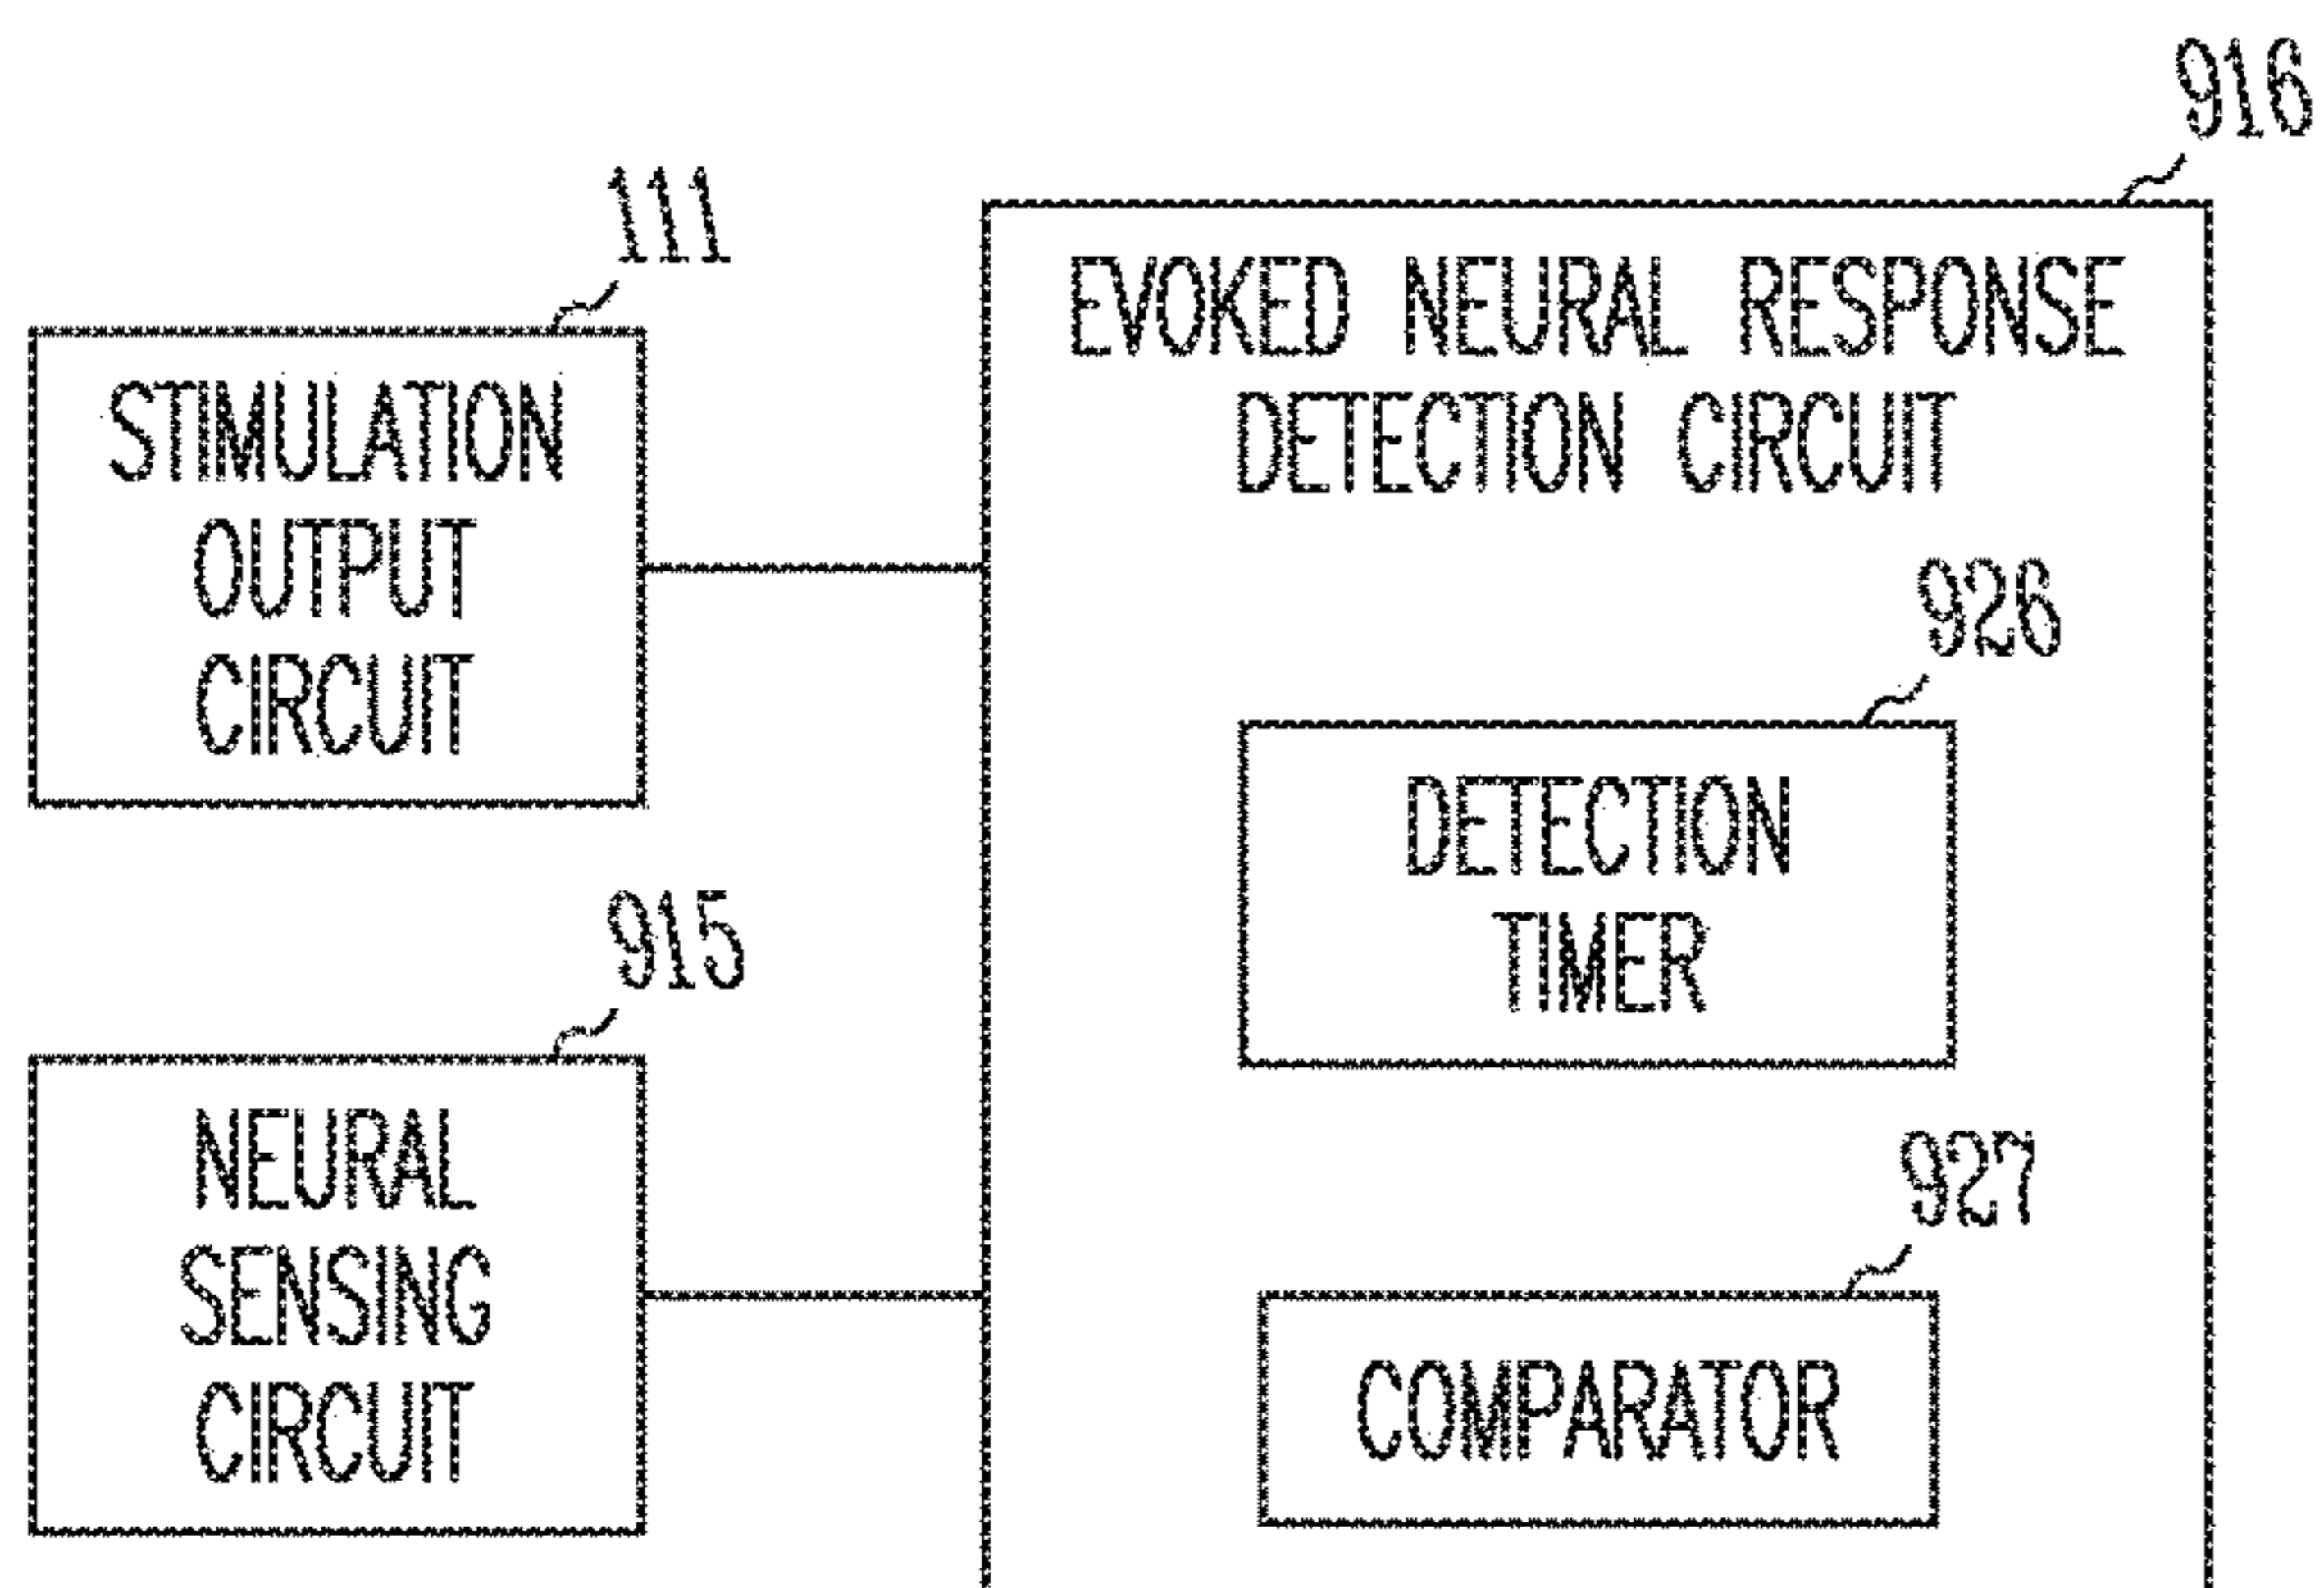 111
STIMULATION
OUTPUT
CIRCUIT
915
NEURAL
SENSING
CIRCUIT
916
EVOKED NEURAL RESPONSE
DETECTION CIRCUIT
926
DETECTION
TIMER
927
COMPARATOR